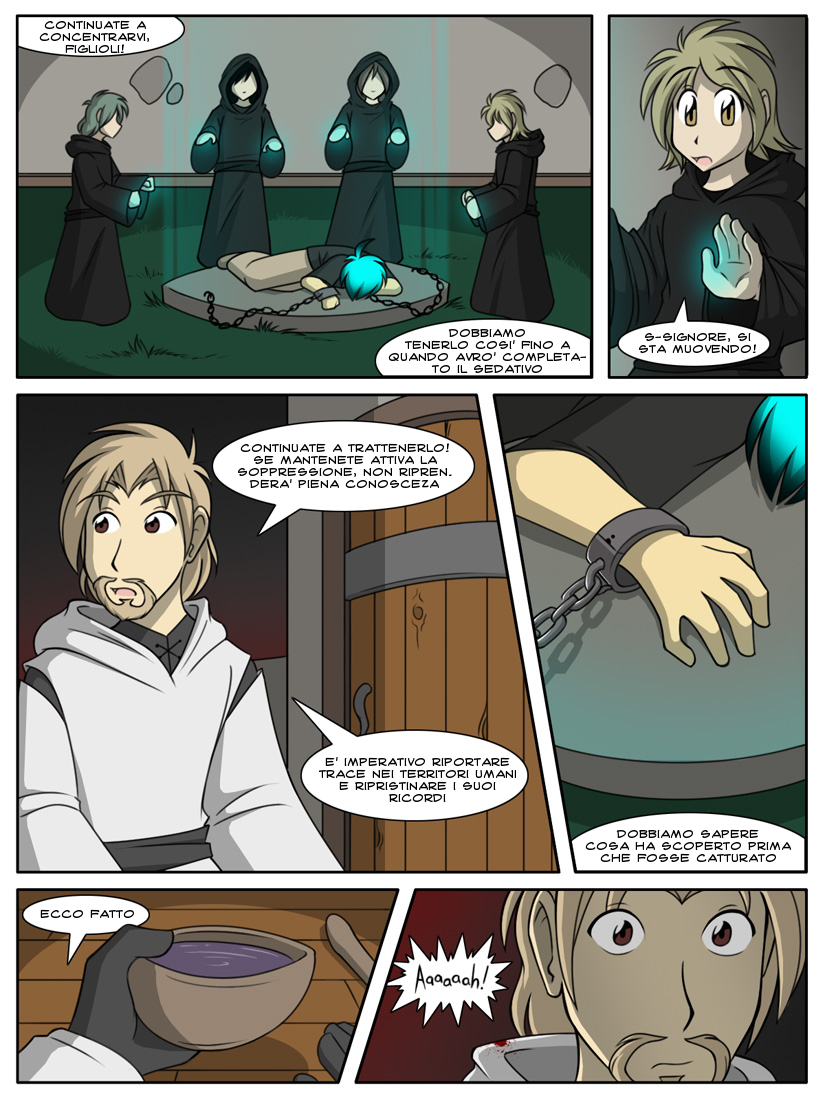 CONTINUATE A
CONCENTRARVI,
FIGLIOLI!
DOBBIAMO
TENERLO COSI' FINO A
QUANDO AVRO' COMPLETA-
TO IL SEDATIVO
S-SIGNORE, SI
STA MUOVENDO!
CONTINUATE A TRATTENERLO!
SE MANTENETE ATTIVA LA
SOPPRESSIONE, NON RIPREN.
DERA' PIENA CONOSCEZA
E' IMPERATIVO RIPORTARE
TRACE NEI TERRITORI UMANI
E RIPRISTINARE I SUOI
RICORDI
DOBBIAMO SAPERE
COSA HA SCOPERTO PRIMA
CHE FOSSE CATTURATO
ECCO FATTO
Aaaaaah!